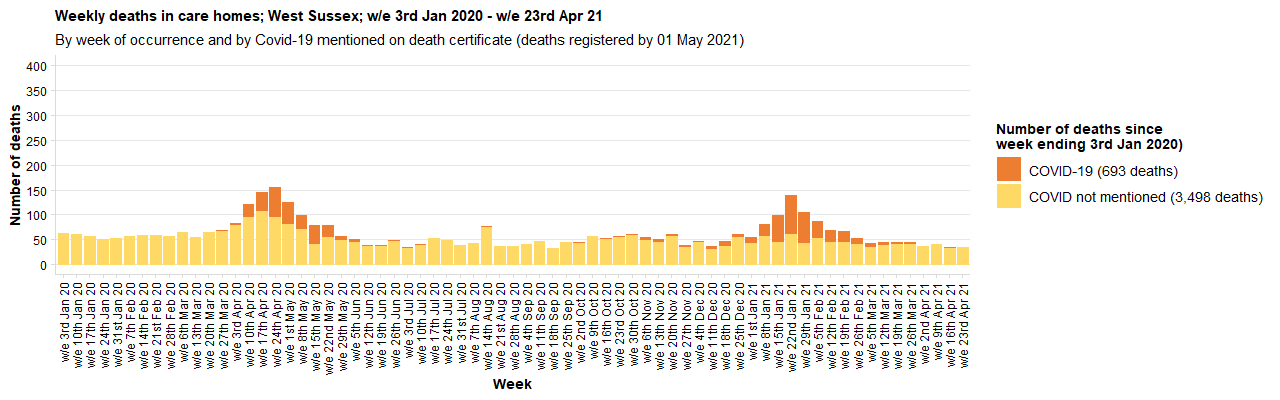 Weekly deaths in care homes; West Sussex; w/e 3rd Jan 2020 - w/e 23rd Apr 21
By week of occurrence and by Covid-19 mentioned on death certificate (deaths registered by 01 May 2021)
Number of deaths
400
350
300
250
200
150
100
50
0
w/e 3rd Jan 20
w/e 10th Jan 20
w/e 17th Jan 20
w/e 24th Jan 20
w/e 31st Jan 20
w/e 7th Feb 20
w/e 14th Feb 20
w/e 21st Feb 20
w/e 28th Feb 20
w/e 6th Mar 20
w/e 13th Mar 20
w/e 20th Mar 20
w/e 27th Mar 20
w/e 3rd Apr 20
w/e 10th Apr 20
w/e 17th Apr 20
w/e 24th Apr 20
w/e 1st May 20
w/e 8th May 20
w/e 15th May 20
w/e 22nd May 20
w/e 29th May 20
w/e 5th Jun 20
w/e 12th Jun 20
w/e 19th Jun 20
w/e 26th Jun 20
w/e 3rd Jul 20
w/e 10th Jul 20
w/e 17th Jul 20
w/e 24th Jul 20
w/e 31st Jul 20
w/e 7th Aug 20
w/e 14th Aug 20
w/e 21st Aug 20
w/e 28th Aug 20
w/e 4th Sep 20
w/e 11th Sep 20
w/e 18th Sep 20
w/e 25th Sep 20
w/e 2nd Oct 20
w/e 9th Oct 20
w/e 16th Oct 20
w/e 23rd Oct 20
w/e 30th Oct 20
w/e 6th Nov 20
w/e 13th Nov 20
w/e 20th Nov 20
w/e 27th Nov 20
w/e 4th Dec 20
w/e 11th Dec 20
w/e 18th Dec 20
w/e 25th Dec 20
w/e 1st Jan 21
w/e 8th Jan 21
w/e 15th Jan 21
w/e 22nd Jan 21
w/e 29th Jan 21
w/e 5th Feb 21
w/e 12th Feb 21
w/e 19th Feb 21
w/e 26th Feb 21
w/e 5th Mar 21
w/e 12th Mar 21
w/e 19th Mar 21
w/e 26th Mar 21
w/e 2nd Apr 21
w/e 9th Apr 21
w/e 16th Apr 21
w/e 23rd Apr 21
Week
Number of deaths since
week ending 3rd Jan 2020)
COVID-19 (693 deaths)
COVID not mentioned (3,498 deaths)